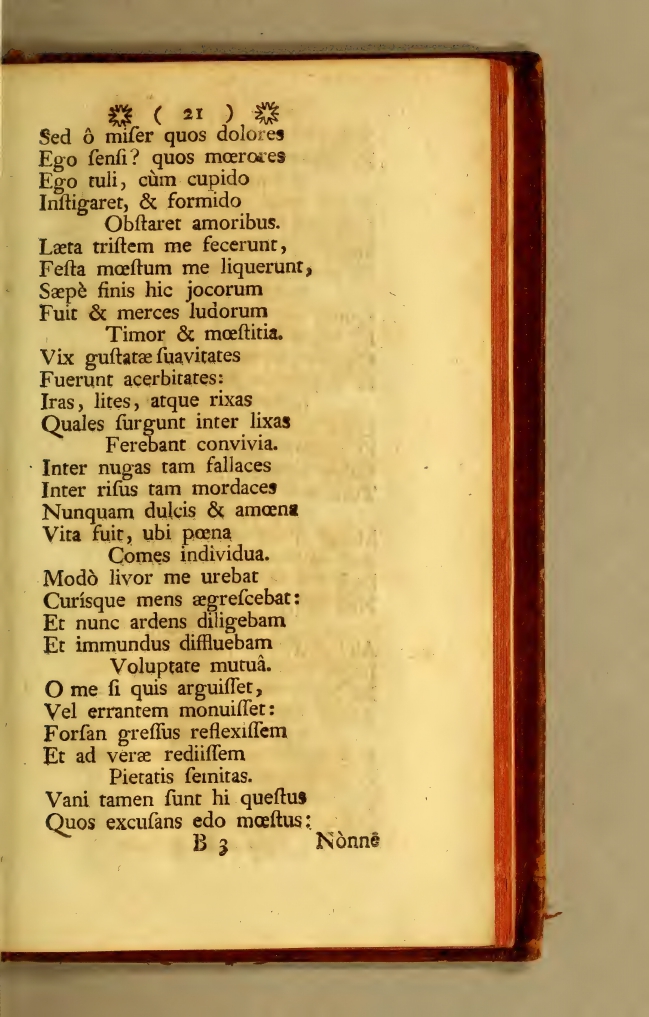 ( 21 )
Sed ô miſer quos dolores
Ego ſenſi? quos mœrores
Ego tuli, cùm cupido
Inſtigaret, & formido
Obſtaret amoribus.
Læta triſtem me fecerunt,
Feſta mœſtum me liquerunt,
Sæpè finis hic jocorum
Fuit & merces ludorum
Timor & mœſtitia.
Vix guſtatæ ſuavitates
Fuerunt acerbitates:
Iras, lites, atque rixas
Quales ſurgunt inter lixas
Ferebant convivia.
Inter nugas tam fallaces
Inter riſus tam mordaces
Nunquam dulcis & amœna
Vita fuit, ubi pœna
Comes individua.
Modò livor me urebat
Curíſque mens ægreſcebat:
Et nunc ardens diligebam
Et immundus diffluebam
Voluptate mutuâ.
O me ſi quis arguiſſet,
Vel errantem monuiſſet:
Forſan greſſus reflexiſſem
Et ad veræ rediiſſem
Pietatis ſemitas.
Vani tamen ſunt hi queſtus
Quos excuſans edo mœſtus:
B 3 Nònnè